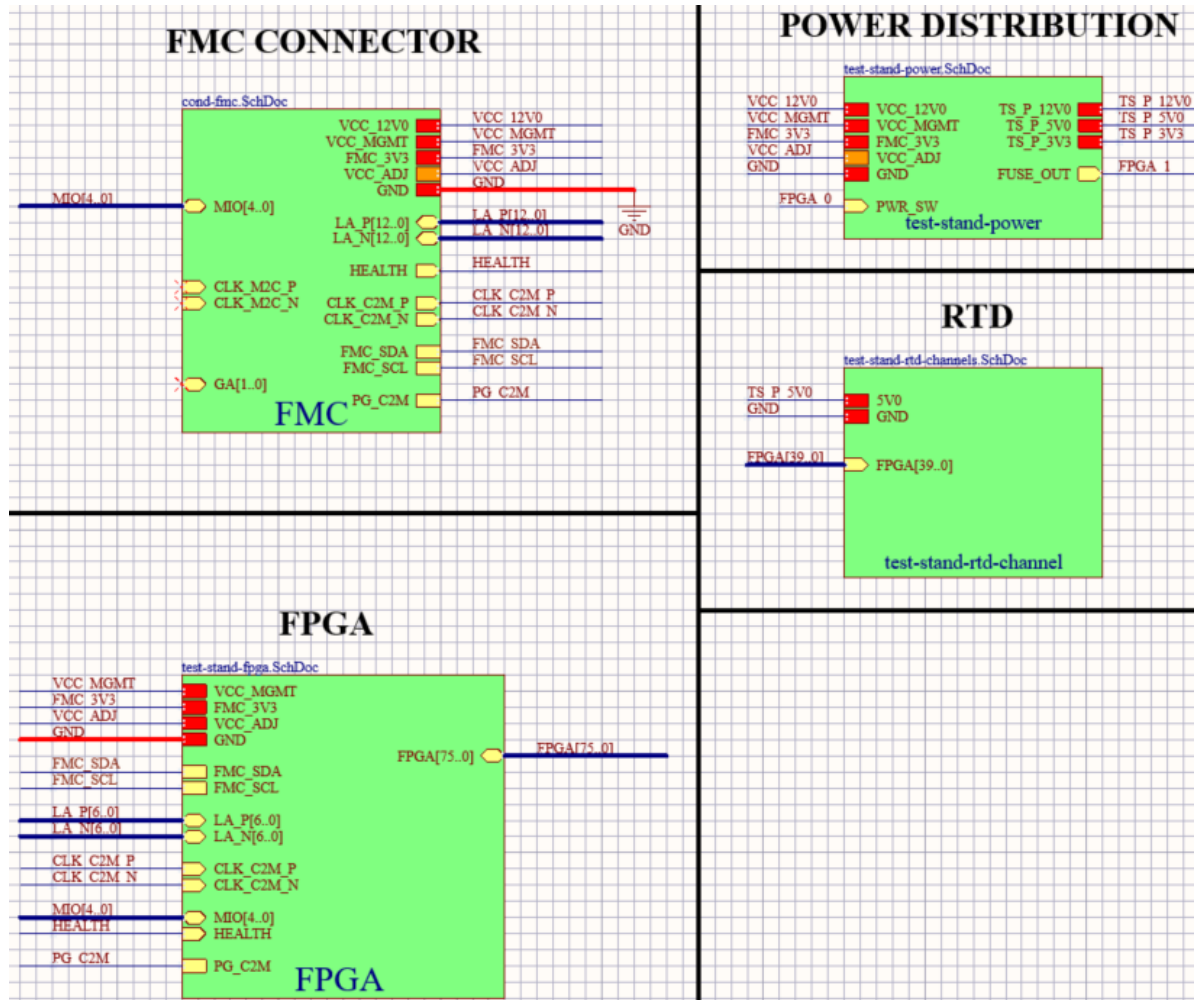 FMC CONNECTOR
cond-fmc.SchDoc
VCC_12V0 VCC_12V0
VCC_MGMT VCC_MGMT
FMC_3V3 FMC_3V3
VCC_ADJ VCC_ADJ
GND GND
MIO[4..0] MIO[4..0]
LA_P[12..0] LA_P[12..0]
LA_N[12..0] LA_N[12..0]
GND
HEALTH HEALTH
CLK_M2C_P
CLK_M2C_N
CLK_C2M_P CLK_C2M_P
CLK_C2M_N CLK_C2M_N
FMC_SDA FMC_SDA
FMC_SCL FMC_SCL
GA[1..0]
PG_C2M PG_C2M
FMC
POWER DISTRIBUTION
test-stand-power.SchDoc
VCC_12V0 VCC_12V0 TS_P_12V0 TS_P_12V0
VCC_MGMT VCC_MGMT TS_P_5V0 TS_P_5V0
FMC_3V3 FMC_3V3 TS_P_3V3 TS_P_3V3
VCC_ADJ VCC_ADJ
GND GND FUSE_OUT FPGA_1
FPGA_0 PWR_SW
test-stand-power
RTD
test-stand-rtd-channels.SchDoc
TS_P_5V0 5V0
GND GND
FPGA[39..0] FPGA[39..0]
test-stand-rtd-channel
FPGA
test-stand-fpga.SchDoc
VCC_MGMT VCC_MGMT
FMC_3V3 FMC_3V3
VCC_ADJ VCC_ADJ
GND GND
FPGA[75..0] FPGA[75..0]
FMC_SDA FMC_SDA
FMC_SCL FMC_SCL
LA_P[6..0] LA_P[6..0]
LA_N[6..0] LA_N[6..0]
CLK_C2M_P CLK_C2M_P
CLK_C2M_N CLK_C2M_N
MIO[4..0] MIO[4..0]
HEALTH HEALTH
PG_C2M PG_C2M
FPGA